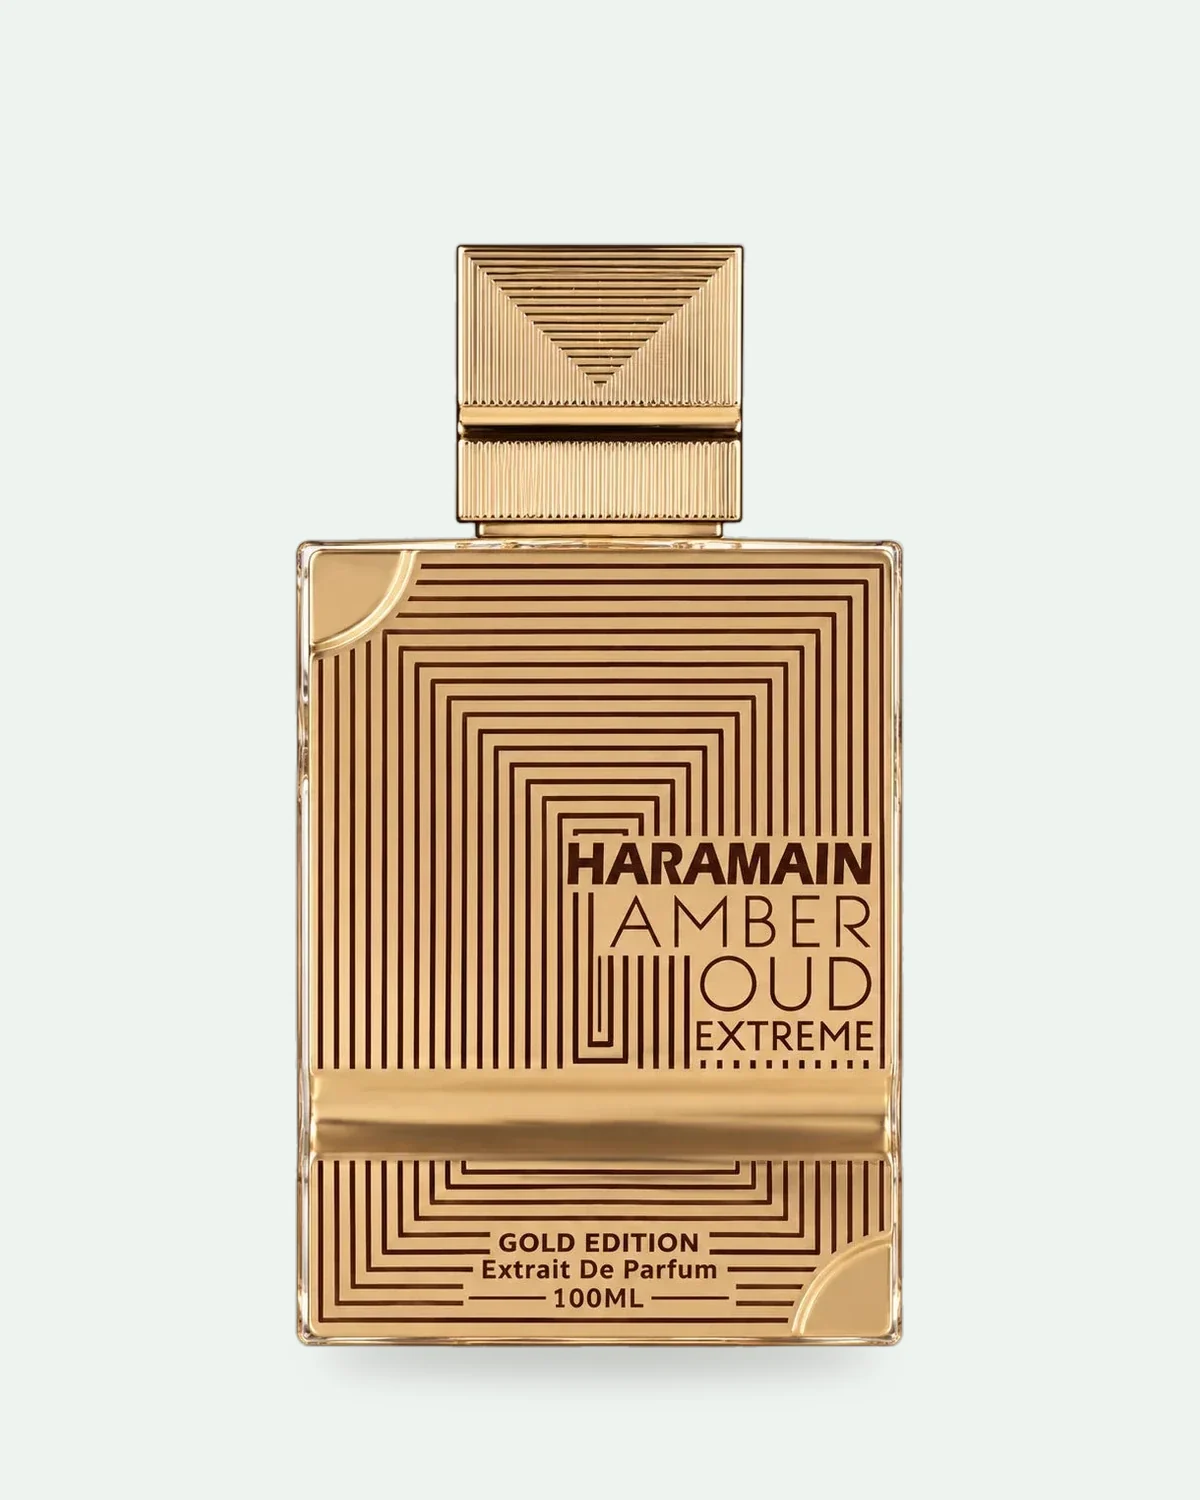 HARAMAIN
AMBER
OUD
EXTREME
GOLD EDITION
Extrait De Parfum
100ML